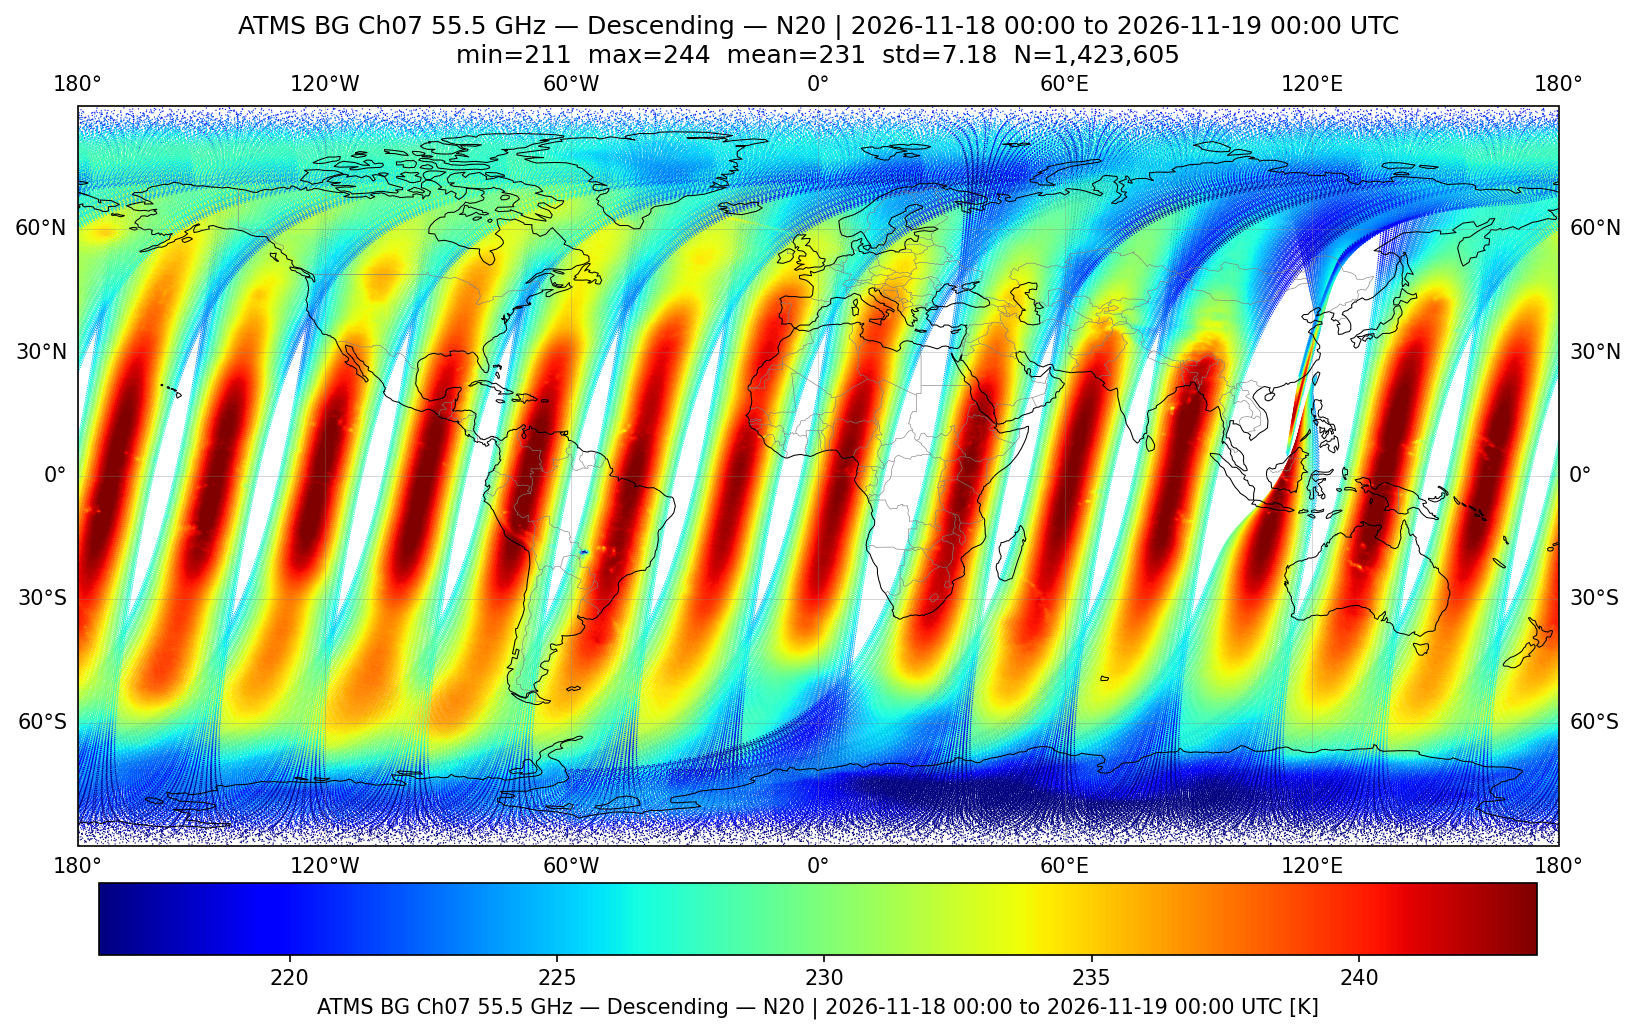 ATMS BG Ch07 55.5 GHz — Descending — N20 | 2026-11-18 00:00 to 2026-11-19 00:00 UTC
min=211 max=244 mean=231 std=7.18 N=1,423,605
180° 120°W 60°W 0° 60°E 120°E 180°
60°N 60°N
30°N 30°N
0° 0°
30°S 30°S
60°S 60°S
180° 120°W 60°W 0° 60°E 120°E 180°
220 225 230 235 240
ATMS BG Ch07 55.5 GHz — Descending — N20 | 2026-11-18 00:00 to 2026-11-19 00:00 UTC [K]